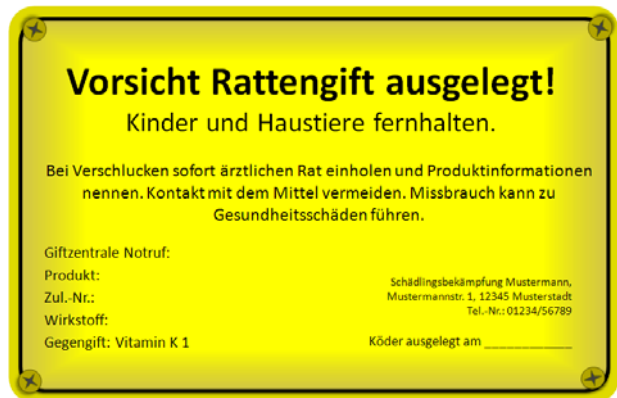 Vorsicht Rattengift ausgelegt!
Kinder und Haustiere fernhalten.
Bei Verschlucken sofort ärztlichen Rat einholen und Produktinformationen
nennen. Kontakt mit dem Mittel vermeiden. Missbrauch kann zu
Gesundheitsschäden führen.
Giftzentrale Notruf:
Produkt:
Zul.-Nr.:
Wirkstoff:
Gegengift: Vitamin K 1
Schädlingsbekämpfung Mustermann,
Mustermannstr. 1, 12345 Musterstadt
Tel.-Nr.: 01234/56789
Köder ausgelegt am ____________